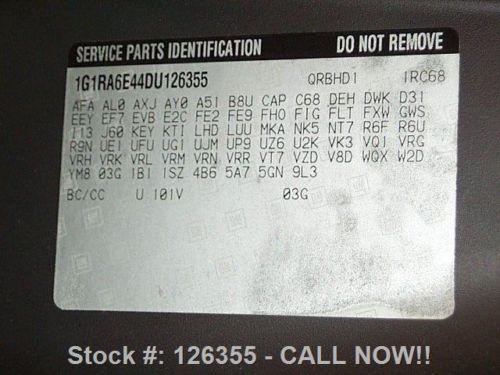 SERVICE PARTS IDENTIFICATION DO NOT REMOVE
1G1RA6E44DU126355 QRBHD1 1RC68
AFA AL0 AXJ AY0 A51 B8U CAP C68 DEH DWK D31
EEY EF7 EVB E2C FE2 FE9 FHO FIG FLT FXW GWS
I13 J60 KEY KTI LHD LUU MKA NK5 NT7 R6F R6U
R9N UE1 UFU UG1 UJM UP9 UZ6 U2K VK3 VQ1 VRG
VRH VRK VRL VRM VRN VRR VT7 VZD V8D WQX W2D
YM8 03G 1B1 1SZ 4B6 5A7 5GN 9L3
BC/CC U 101V 03G
Stock #: 126355 - CALL NOW!!